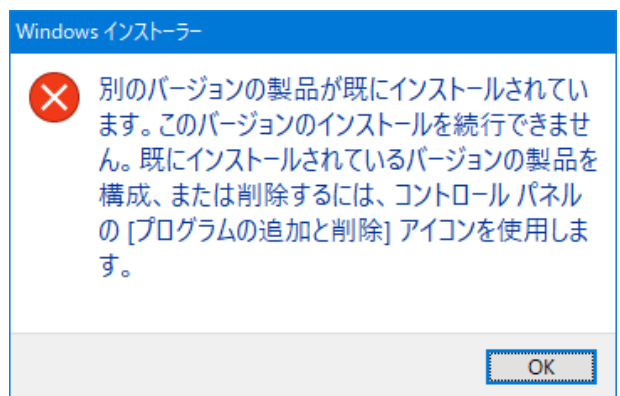 Windows インストーラー
別のバージョンの製品が既にインストールされてい
ます。このバージョンのインストールを続行できませ
ん。既にインストールされているバージョンの製品を
構成、または削除するには、コントロール パネル
の [プログラムの追加と削除] アイコンを使用しま
す。
OK